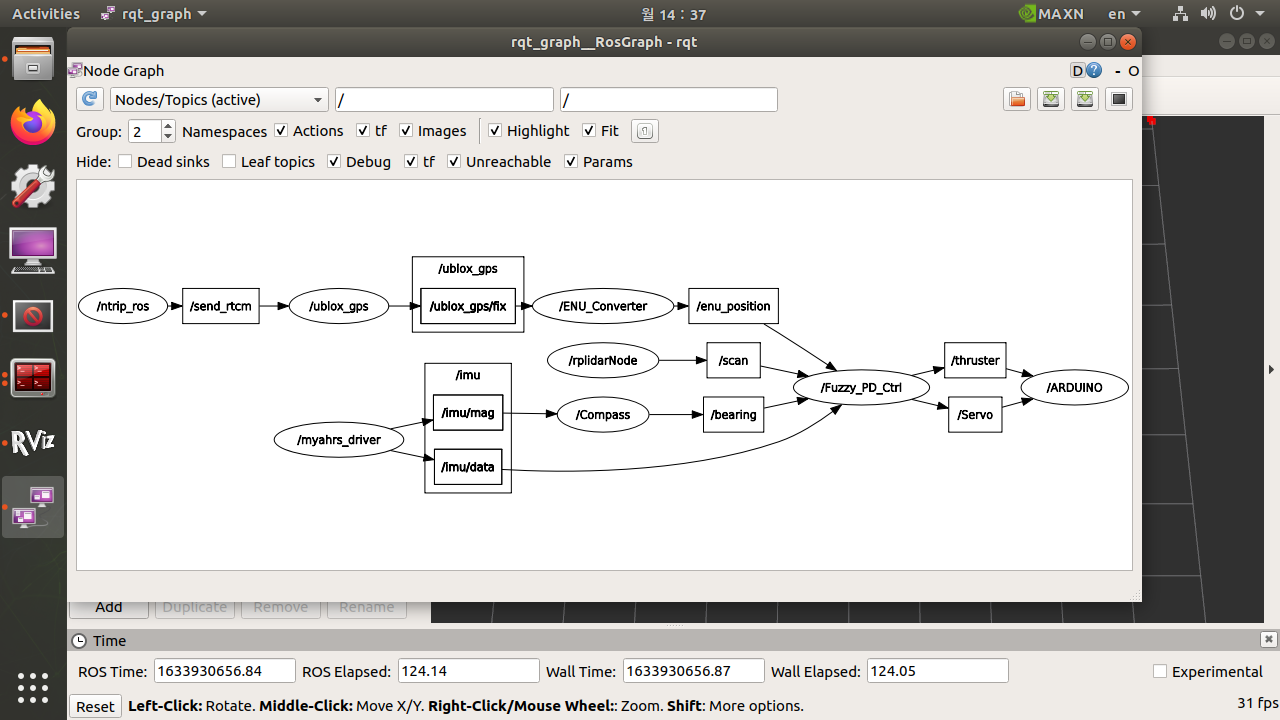 Activities rqt_graph 월 14 : 37 MAXN en
rqt_graph__RosGraph - rqt
Node Graph D ? - O
Nodes/Topics (active) / /
Group: 2 Namespaces Actions tf Images Highlight Fit
Hide: Dead sinks Leaf topics Debug tf Unreachable Params
/ublox_gps
/ntrip_ros /send_rtcm /ublox_gps /ublox_gps/fix /ENU_Converter /enu_position
/rplidarNode /scan /thruster
/imu /Fuzzy_PD_Ctrl /ARDUINO
/imu/mag /Compass /bearing /Servo
/myahrs_driver
/imu/data
RViz
Add Duplicate Remove Rename
Time
ROS Time: 1633930656.84 ROS Elapsed: 124.14 Wall Time: 1633930656.87 Wall Elapsed: 124.05 Experimental
Reset Left-Click: Rotate. Middle-Click: Move X/Y. Right-Click/Mouse Wheel:: Zoom. Shift: More options. 31 fps